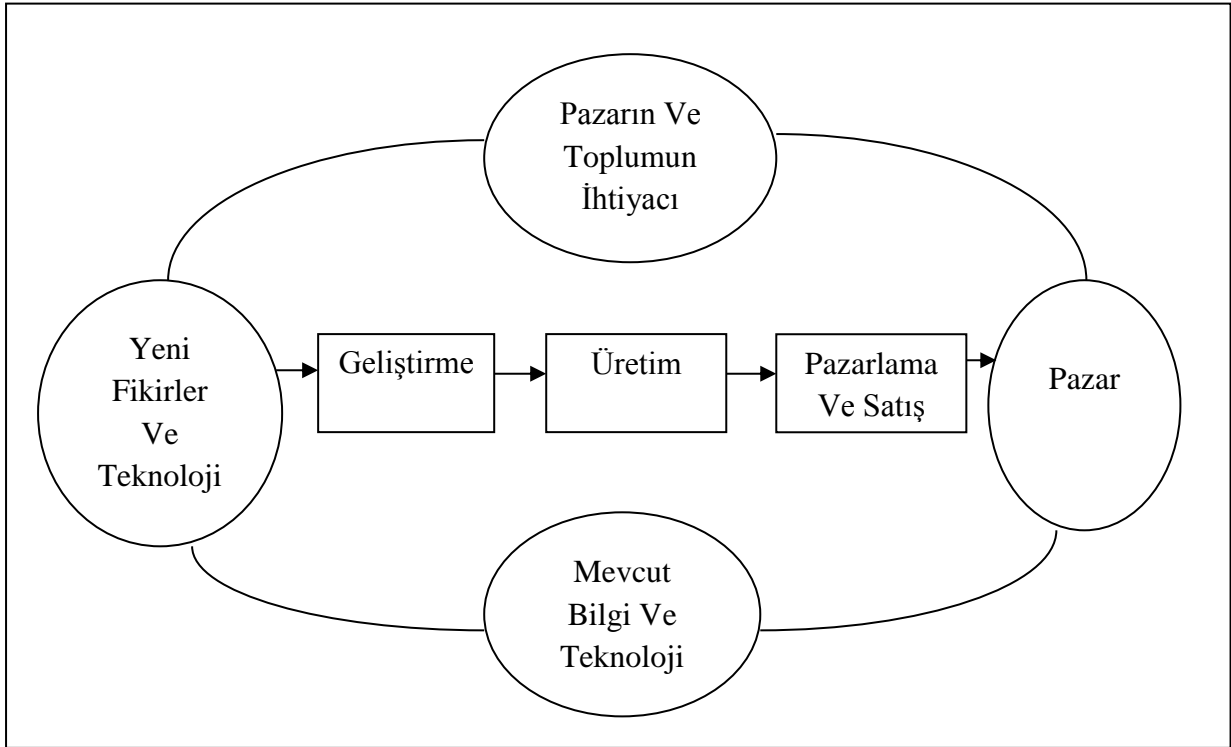 Pazarın Ve
Toplumun
İhtiyacı
Yeni
Fikirler
Ve
Teknoloji
Geliştirme
Üretim
Pazarlama
Ve Satış
Pazar
Mevcut
Bilgi Ve
Teknoloji